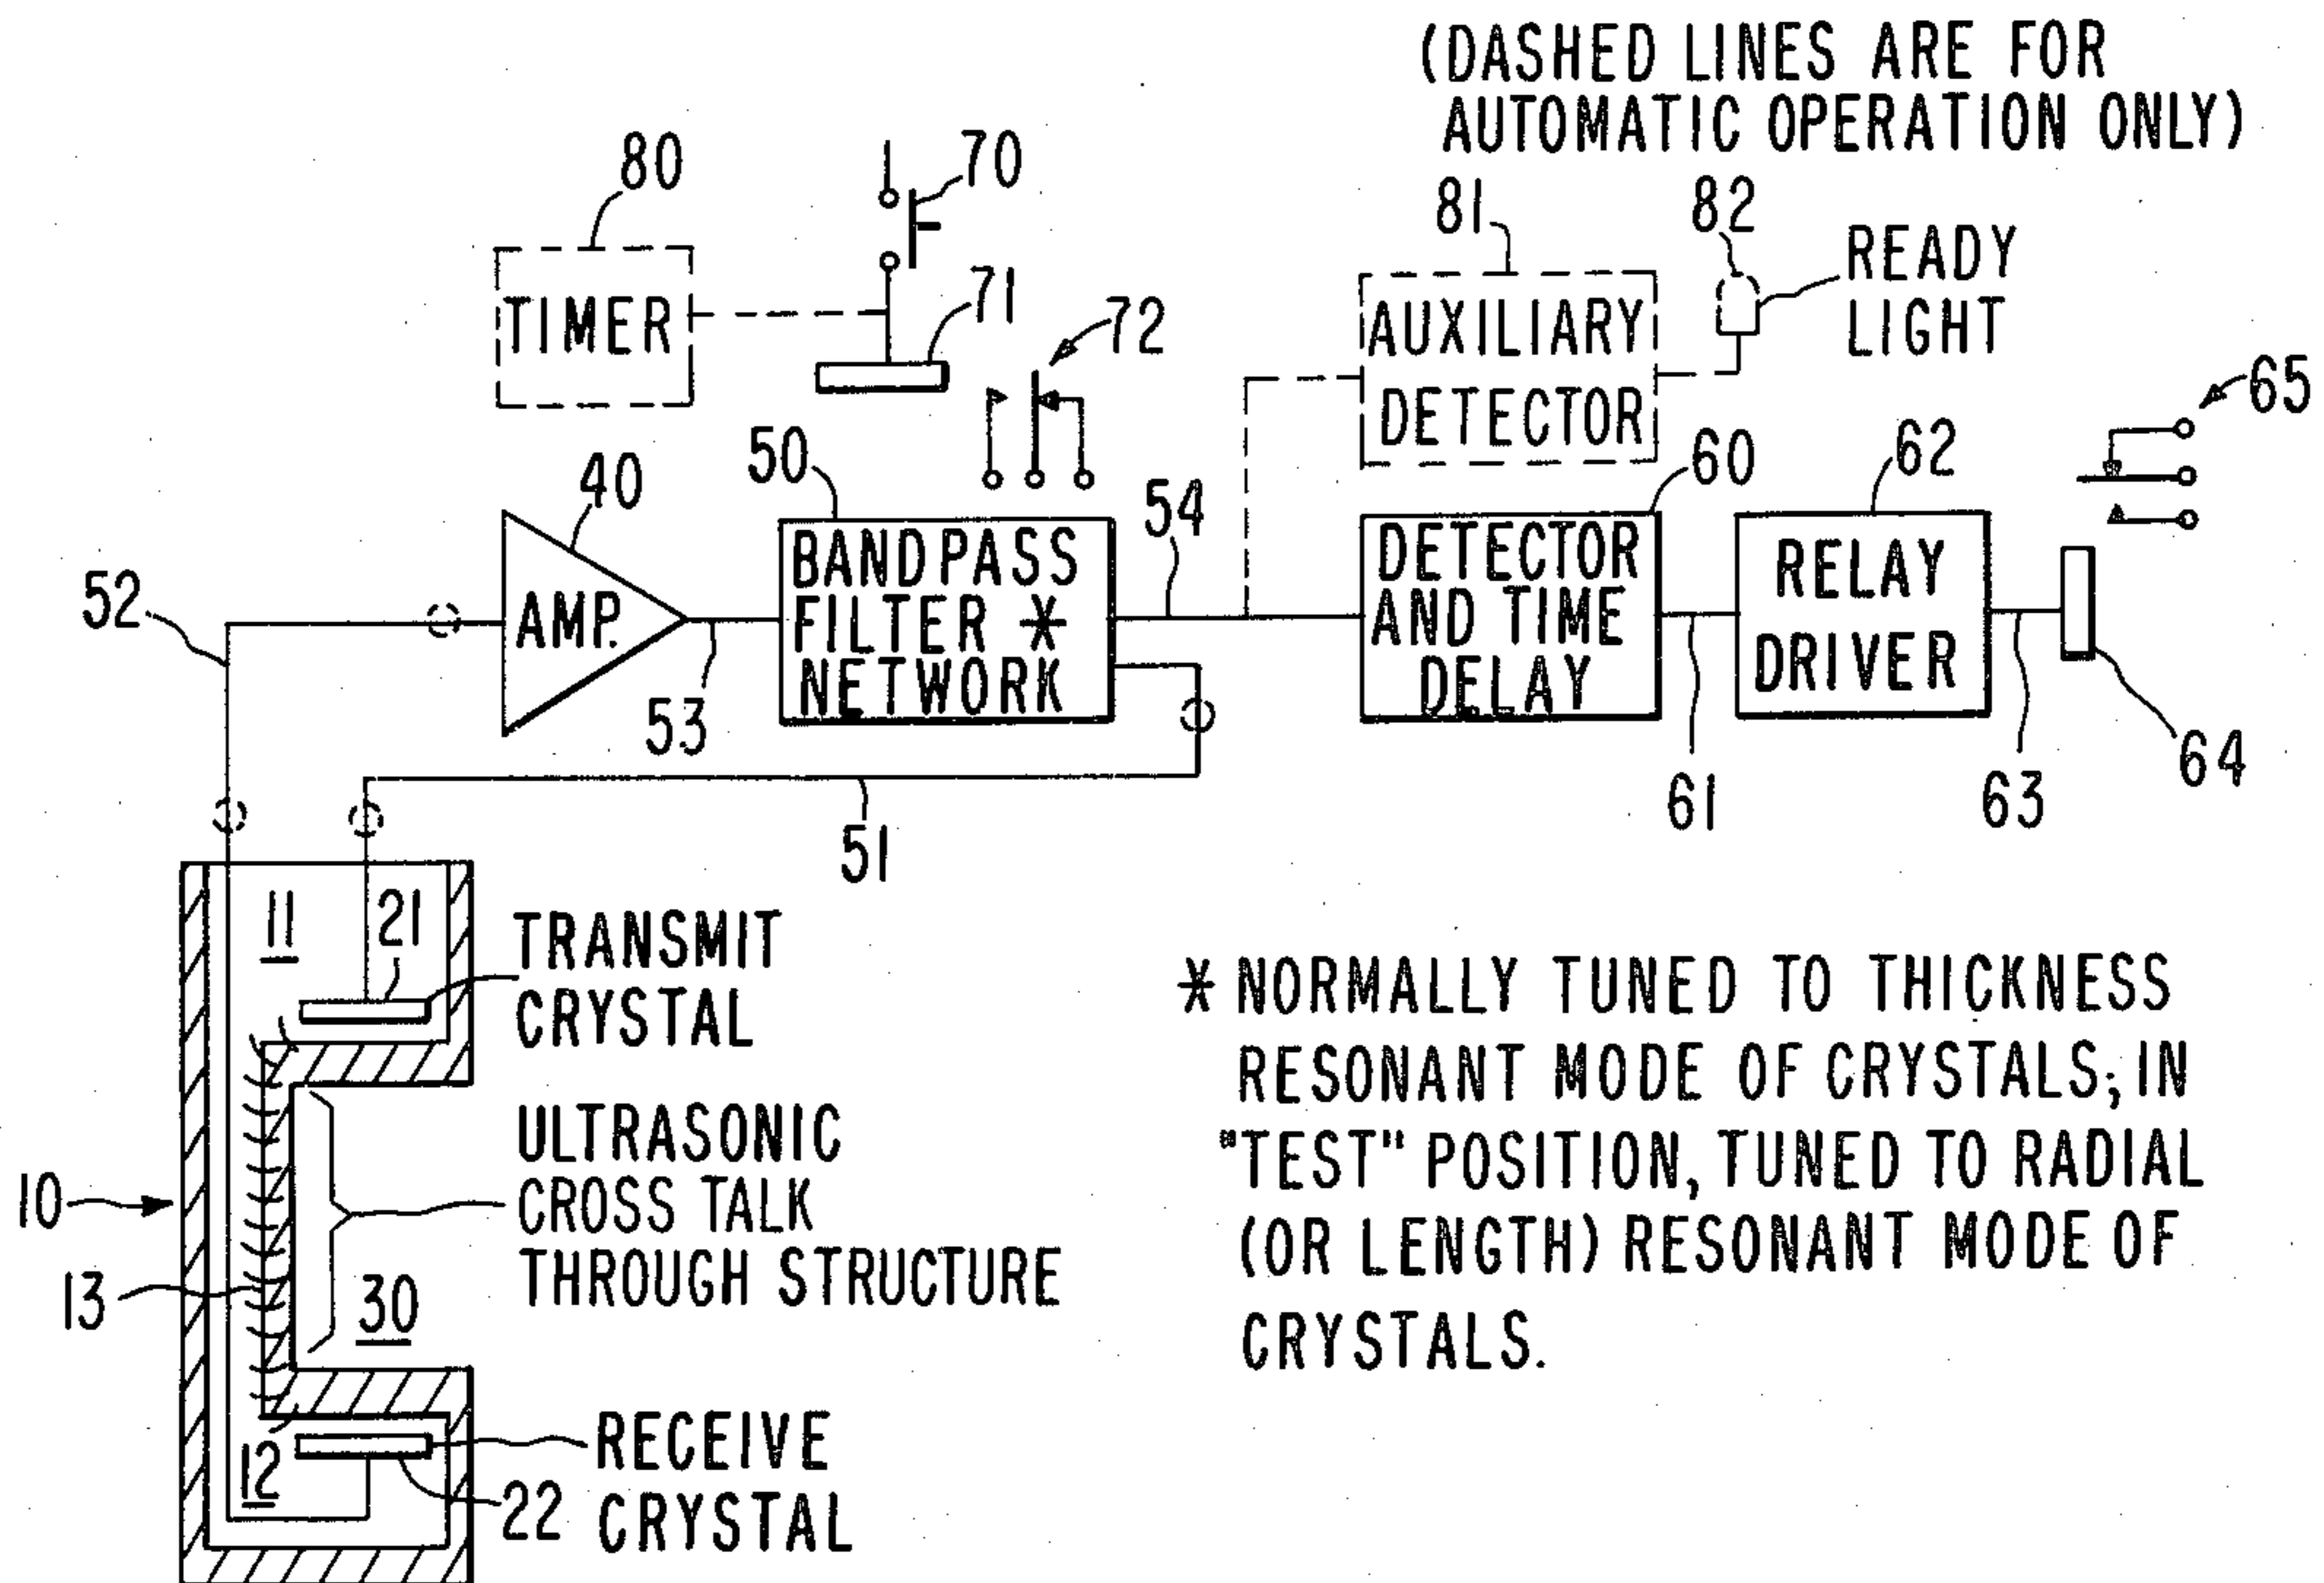 (DASHED LINES ARE FOR
AUTOMATIC OPERATION ONLY)
80
70
81
82
READY
LIGHT
TIMER
71
72
AUXILIARY
DETECTOR
65
40
50
54
60
62
52
AMP.
BANDPASS
FILTER *
NETWORK
DETECTOR
AND TIME
DELAY
RELAY
DRIVER
53
51
61
63
64
11
21
TRANSMIT
CRYSTAL
* NORMALLY TUNED TO THICKNESS
RESONANT MODE OF CRYSTALS; IN
"TEST" POSITION, TUNED TO RADIAL
(OR LENGTH) RESONANT MODE OF
CRYSTALS.
10
ULTRASONIC
CROSS TALK
THROUGH STRUCTURE
13
30
12
RECEIVE
CRYSTAL
22